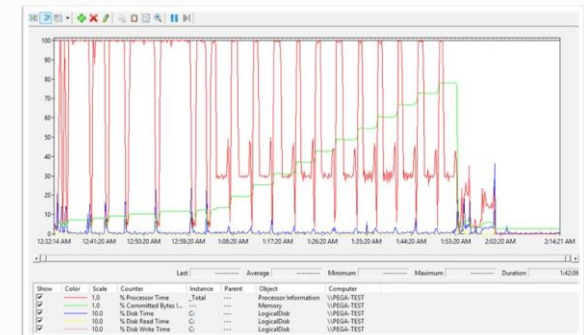 100
90
80
70
60
50
40
30
20
10
0
12:32:14 AM 12:41:20 AM 12:50:20 AM 12:59:20 AM 1:08:20 AM 1:17:20 AM 1:26:20 AM 1:35:20 AM 1:44:20 AM 1:53:20 AM 2:02:20 AM 2:14:21 AM
Last --------- Average --------- Minimum --------- Maximum --------- Duration 1:42:06
Show Color Scale Counter Instance Parent Object Computer
1.0 % Processor Time _Total --- Processor Information \\PEGA-TEST
1.0 % Committed Bytes I... --- --- Memory \\PEGA-TEST
10.0 % Disk Time C: --- LogicalDisk \\PEGA-TEST
10.0 % Disk Read Time C: --- LogicalDisk \\PEGA-TEST
10.0 % Disk Write Time C: --- LogicalDisk \\PEGA-TEST